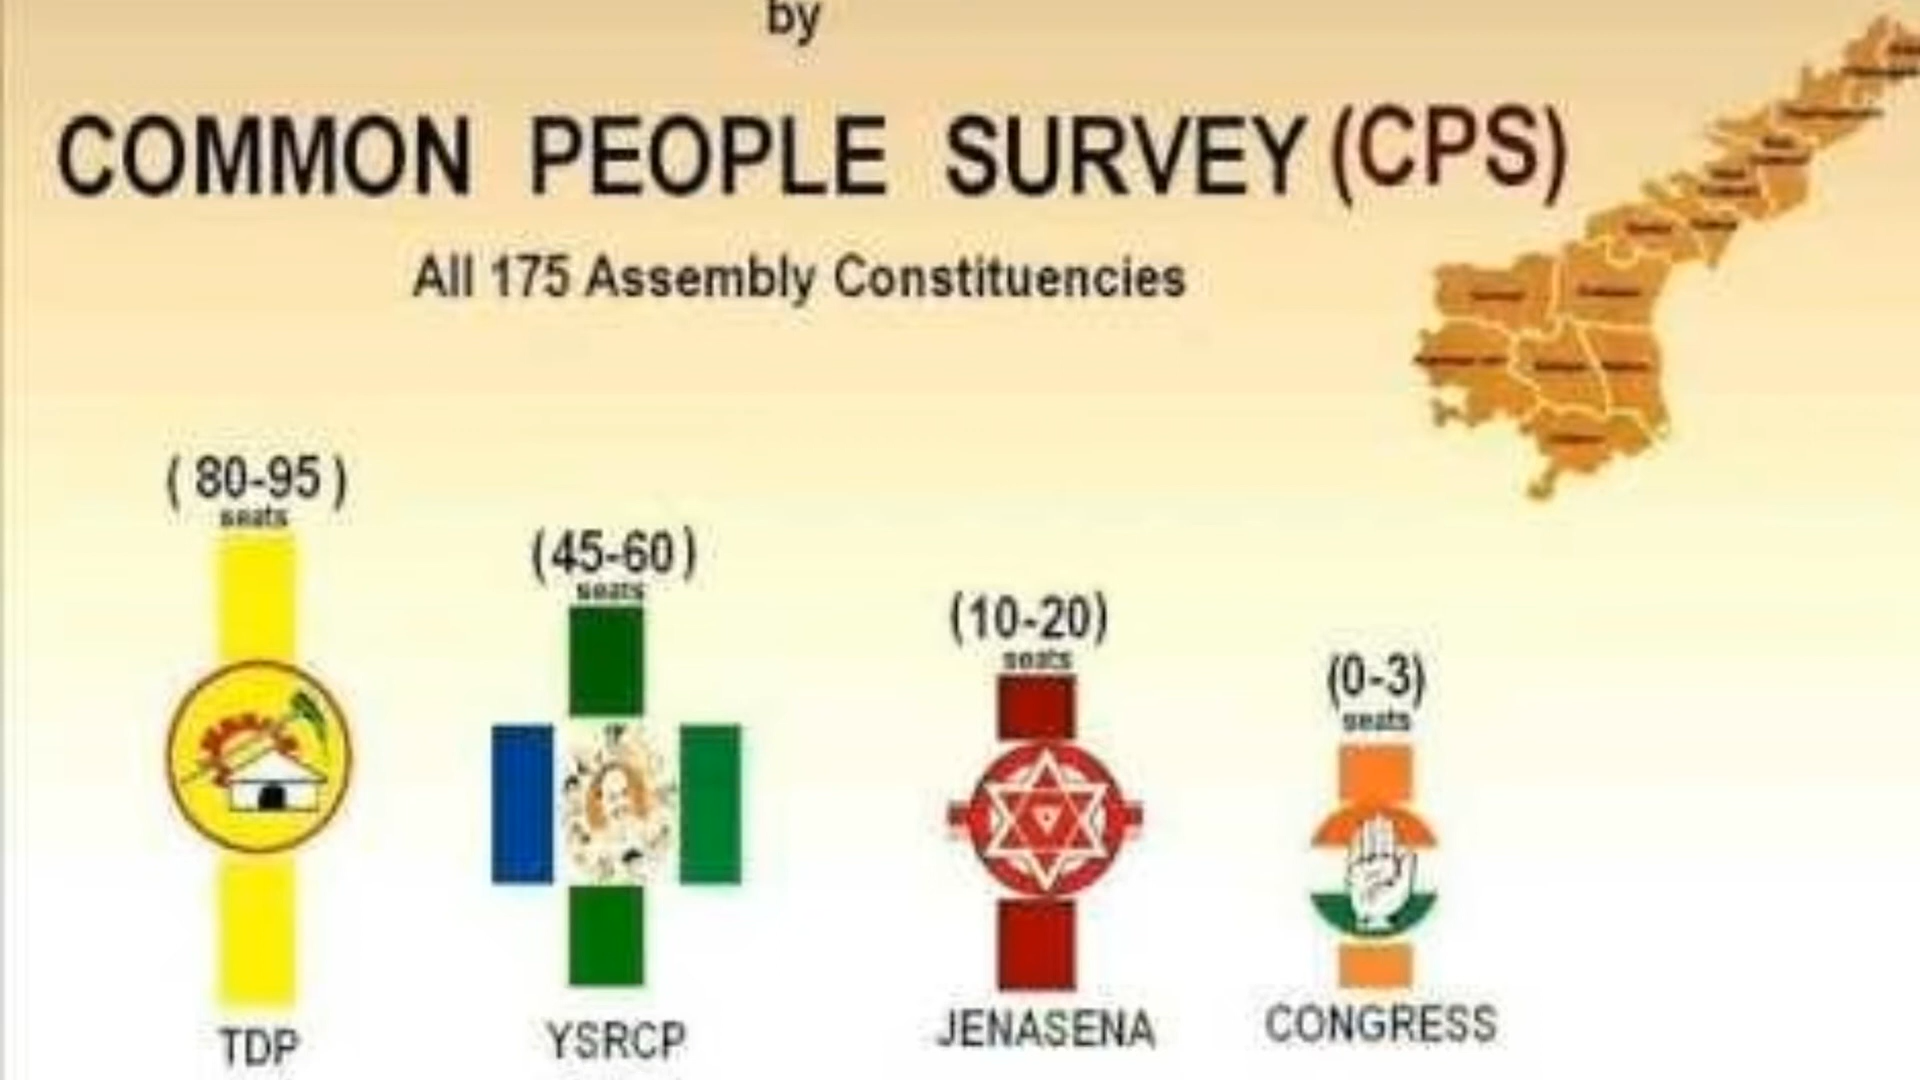 by
COMMON PEOPLE SURVEY (CPS)
All 175 Assembly Constituencies
( 80-95 )
seats
(45-60 )
seats
(10-20)
seats
(0-3)
seats
TDP
YSRCP
JENASENA
CONGRESS